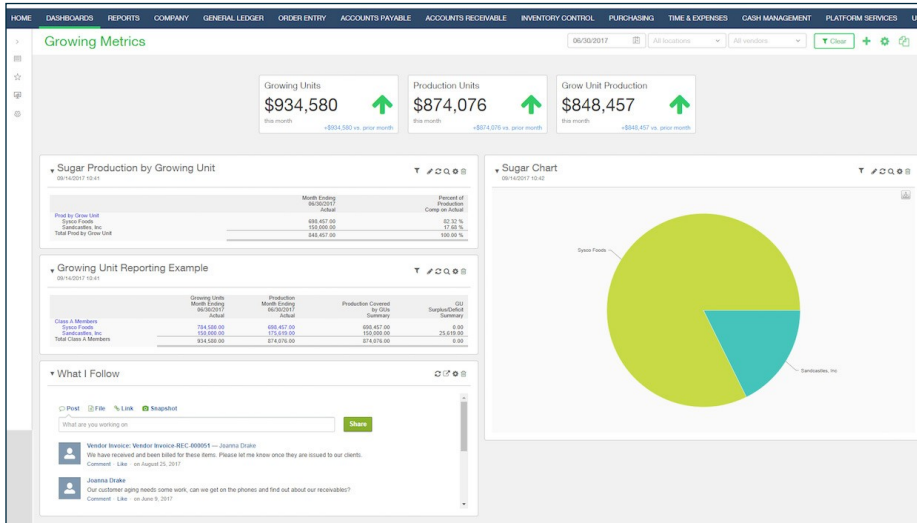 HOME DASHBOARDS REPORTS COMPANY GENERAL LEDGER ORDER ENTRY ACCOUNTS PAYABLE ACCOUNTS RECEIVABLE INVENTORY CONTROL PURCHASING TIME & EXPENSES CASH MANAGEMENT PLATFORM SERVICES U
Growing Metrics
06/30/2017 All locations All vendors Clear
Growing Units
$934,580
this month
+$934,580 vs. prior month
Production Units
$874,076
this month
+$874,076 vs. prior month
Grow Unit Production
$848,457
this month
+$848,457 vs. prior month
Sugar Production by Growing Unit
09/14/2017 10:41
Month Ending Percent of
06/30/2017 Production
Actual Comp on Actual
Prod by Grow Unit
Sysco Foods 698,457.00 82.32 %
Sandcastles, Inc 150,000.00 17.68 %
Total Prod by Grow Unit 848,457.00 100.00 %
Growing Unit Reporting Example
09/14/2017 10:41
Growing Units Production
Month Ending Month Ending Production Covered GU
06/30/2017 06/30/2017 by GUs Surplus/Deficit
Actual Actual Summary Summary
Class A Members
Sysco Foods 784,580.00 698,457.00 698,457.00 0.00
Sandcastles, Inc 150,000.00 175,619.00 150,000.00 25,619.00
Total Class A Members 934,580.00 874,076.00 874,076.00 0.00
What I Follow
Post File Link Snapshot
What are you working on Share
Vendor Invoice: Vendor Invoice-REC-000051 — Joanna Drake
We have received and been billed for these items. Please let me know once they are issued to our clients.
Comment · Like · on August 25, 2017
Joanna Drake
Our customer aging needs some work, can we get on the phones and find out about our receivables?
Comment · Like · on June 9, 2017
Sugar Chart
09/14/2017 10:42
Sysco Foods
Sandcastles, Inc